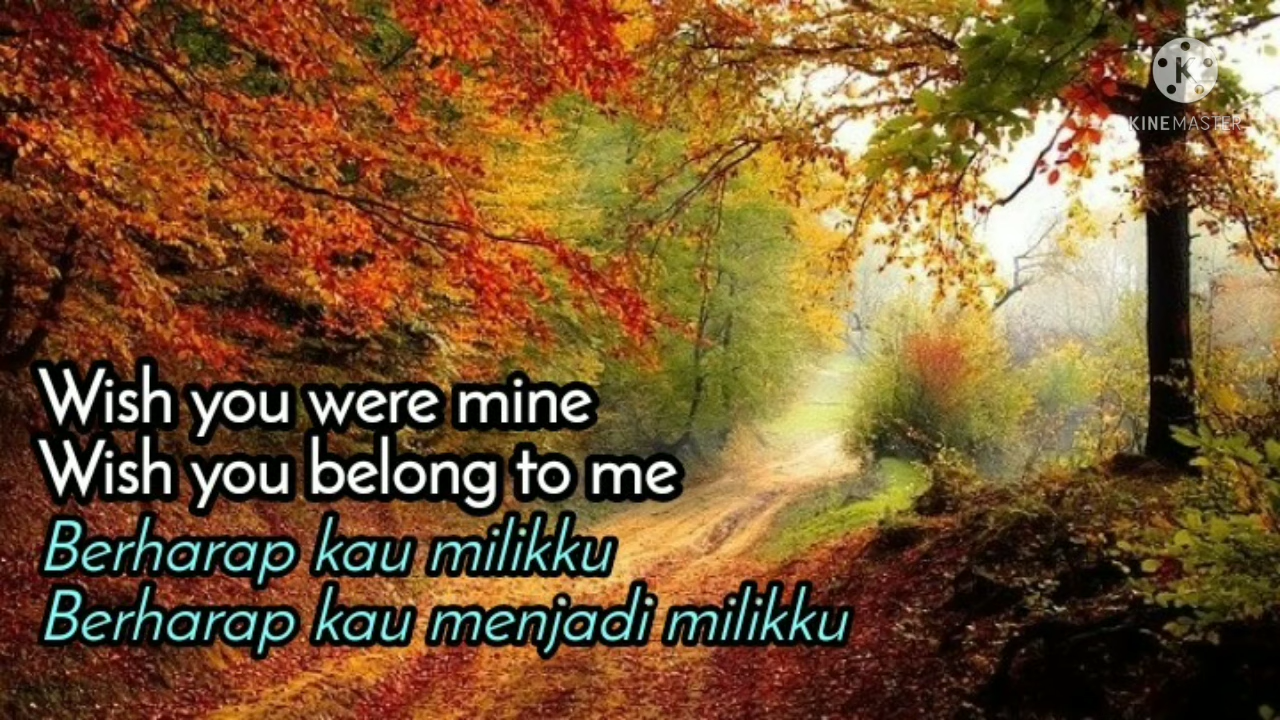 K
KINEMASTER
Wish you were mine
Wish you belong to me
Berharap kau milikku
Berharap kau menjadi milikku